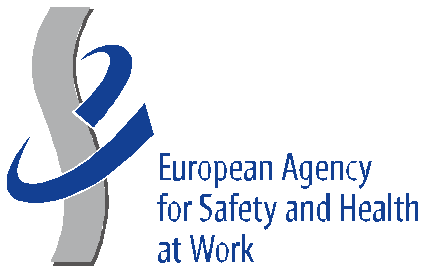 European Agency
for Safety and Health
at Work